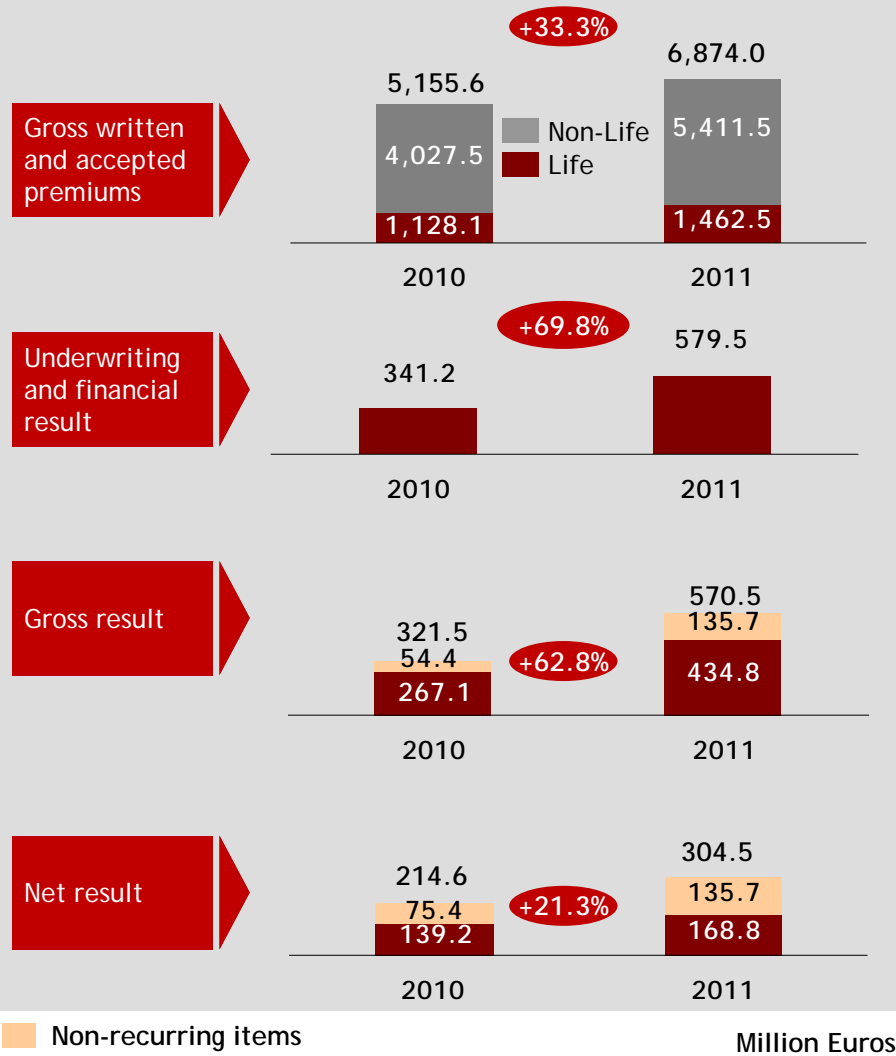 +33.3%
5,155.6
6,874.0
Gross written
and accepted
premiums
4,027.5
Non-Life
Life
5,411.5
1,128.1
1,462.5
2010
2011
+69.8%
Underwriting
and financial
result
341.2
579.5
2010
2011
Gross result
321.5
54.4
267.1
+62.8%
570.5
135.7
434.8
2010
2011
Net result
214.6
75.4
139.2
+21.3%
304.5
135.7
168.8
2010
2011
Non-recurring items
Million Euros